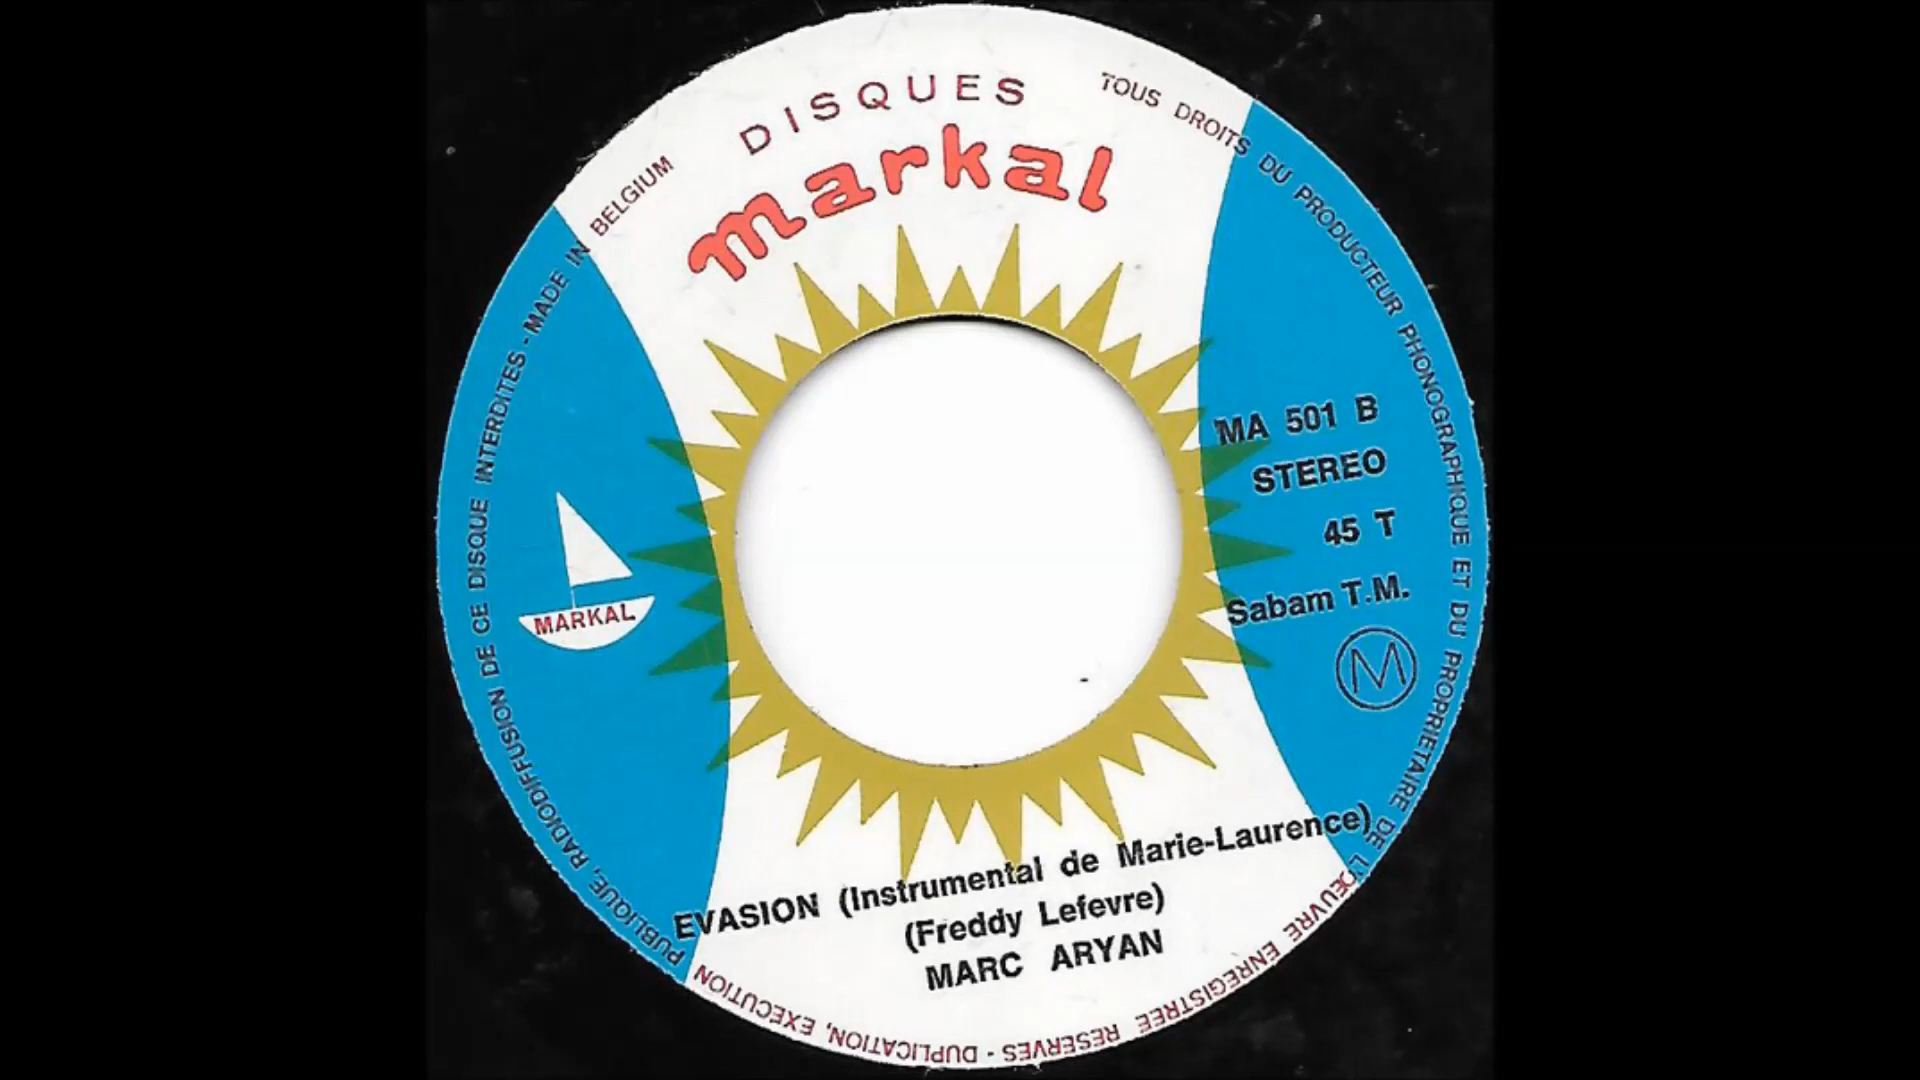 DISQUES
markal
TOUS DROITS DU PRODUCTEUR PHONOGRAPHIQUE ET DU PROPRIETAIRE DE L'OEUVRE ENREGISTREE RESERVES - DUPLICATION, EXECUTION PUBLIQUE, RADIODIFFUSION DE CE DISQUE INTERDITES - MADE IN BELGIUM
MA 501 B
STEREO
45 T
Sabam T.M.
M
MARKAL
EVASION (Instrumental de Marie-Laurence)
(Freddy Lefevre)
MARC ARYAN